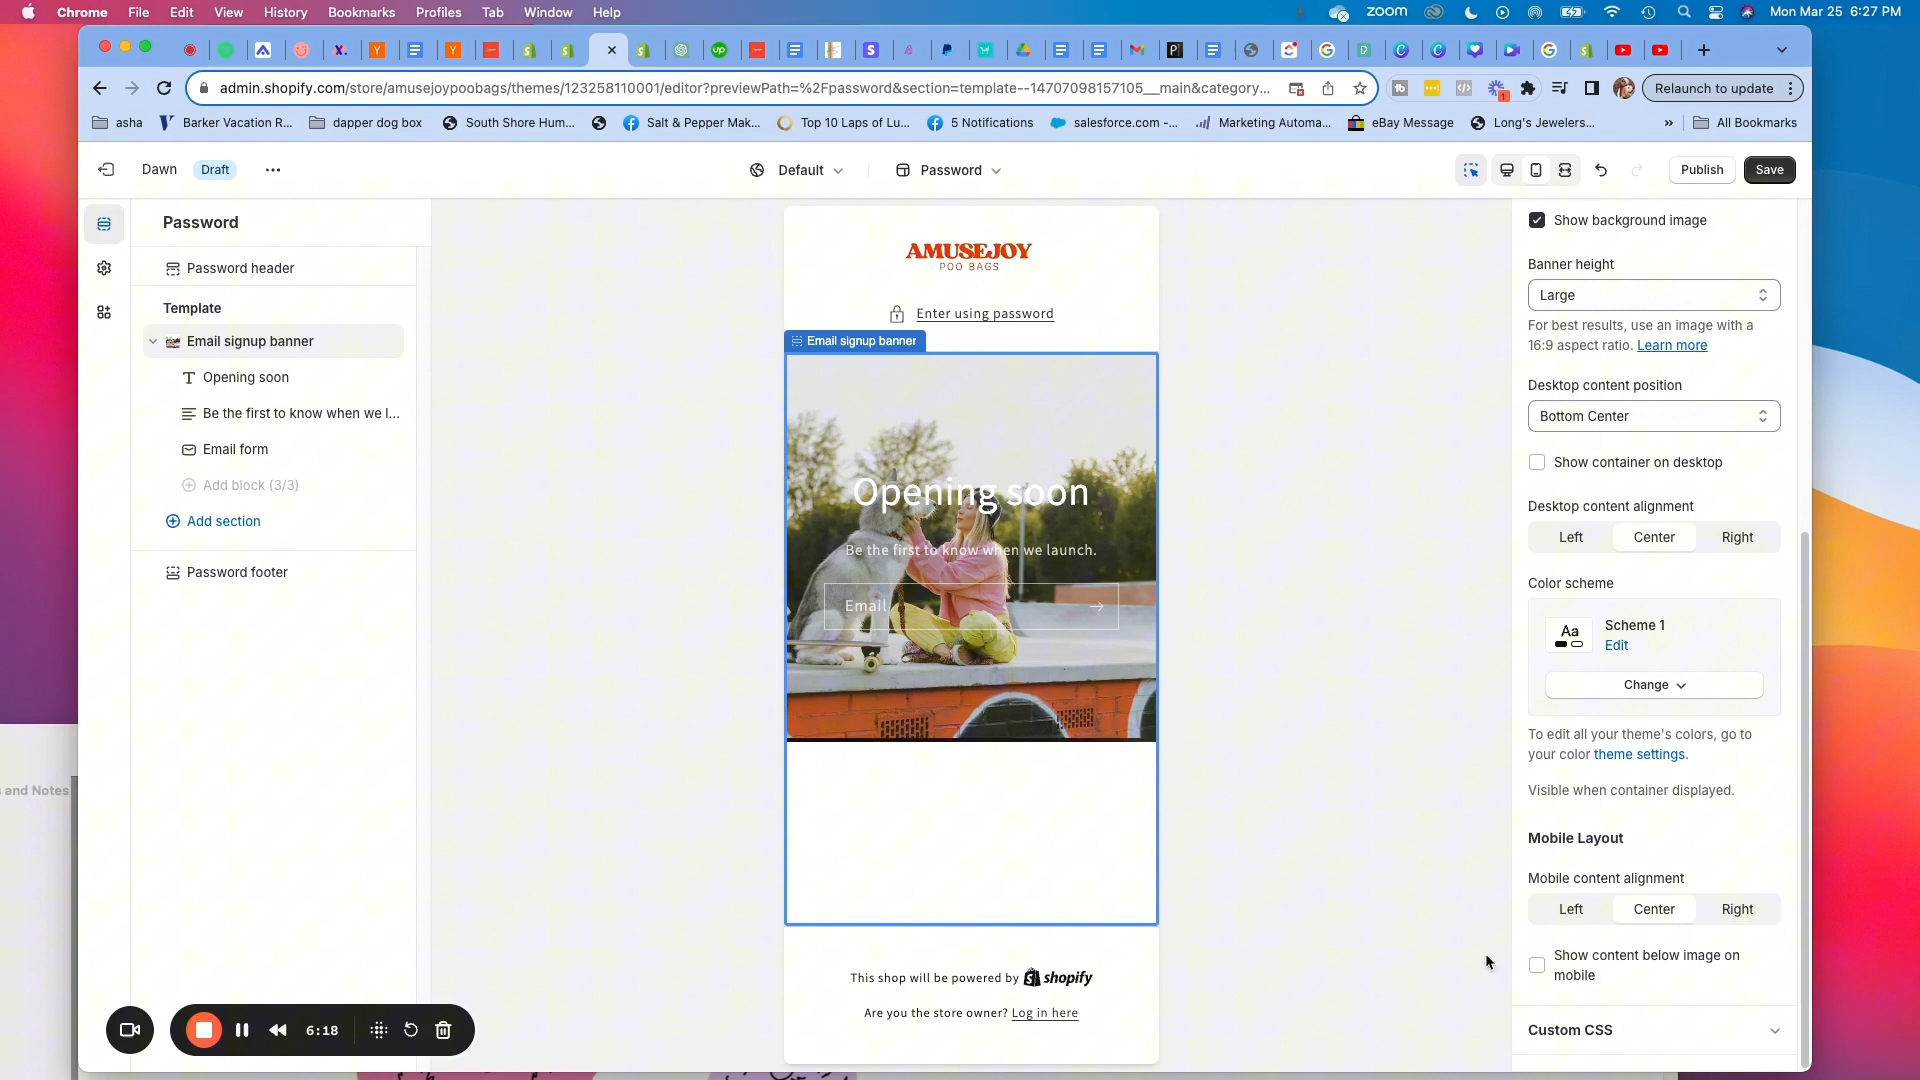 Chrome File Edit View History Bookmarks Profiles Tab Window Help
zoom
Mon Mar 25 6:27 PM
admin.shopify.com/store/amusejoypoobags/themes/123258110001/editor?previewPath=%2Fpassword&section=template--14707098157105__main&category...
1
Relaunch to update
asha
Barker Vacation R...
dapper dog box
South Shore Hum...
Salt & Pepper Mak...
Top 10 Laps of Lu...
5 Notifications
salesforce.com -...
Marketing Automa...
eBay Message
Long's Jewelers...
»
All Bookmarks
Dawn
Draft
Default
Password
Publish
Save
Password
Password header
Template
Email signup banner
Opening soon
Be the first to know when we l...
Email form
Add block (3/3)
Add section
Password footer
AMUSEJOY
POO BAGS
Enter using password
Email signup banner
Opening soon
Be the first to know when we launch.
Email
This shop will be powered by shopify
Are you the store owner? Log in here
Show background image
Banner height
Large
For best results, use an image with a
16:9 aspect ratio. Learn more
Desktop content position
Bottom Center
Show container on desktop
Desktop content alignment
Left Center Right
Color scheme
Aa
Scheme 1
Edit
Change
To edit all your theme's colors, go to
your color theme settings.
Visible when container displayed.
Mobile Layout
Mobile content alignment
Left Center Right
Show content below image on
mobile
Custom CSS
and Notes
6:18